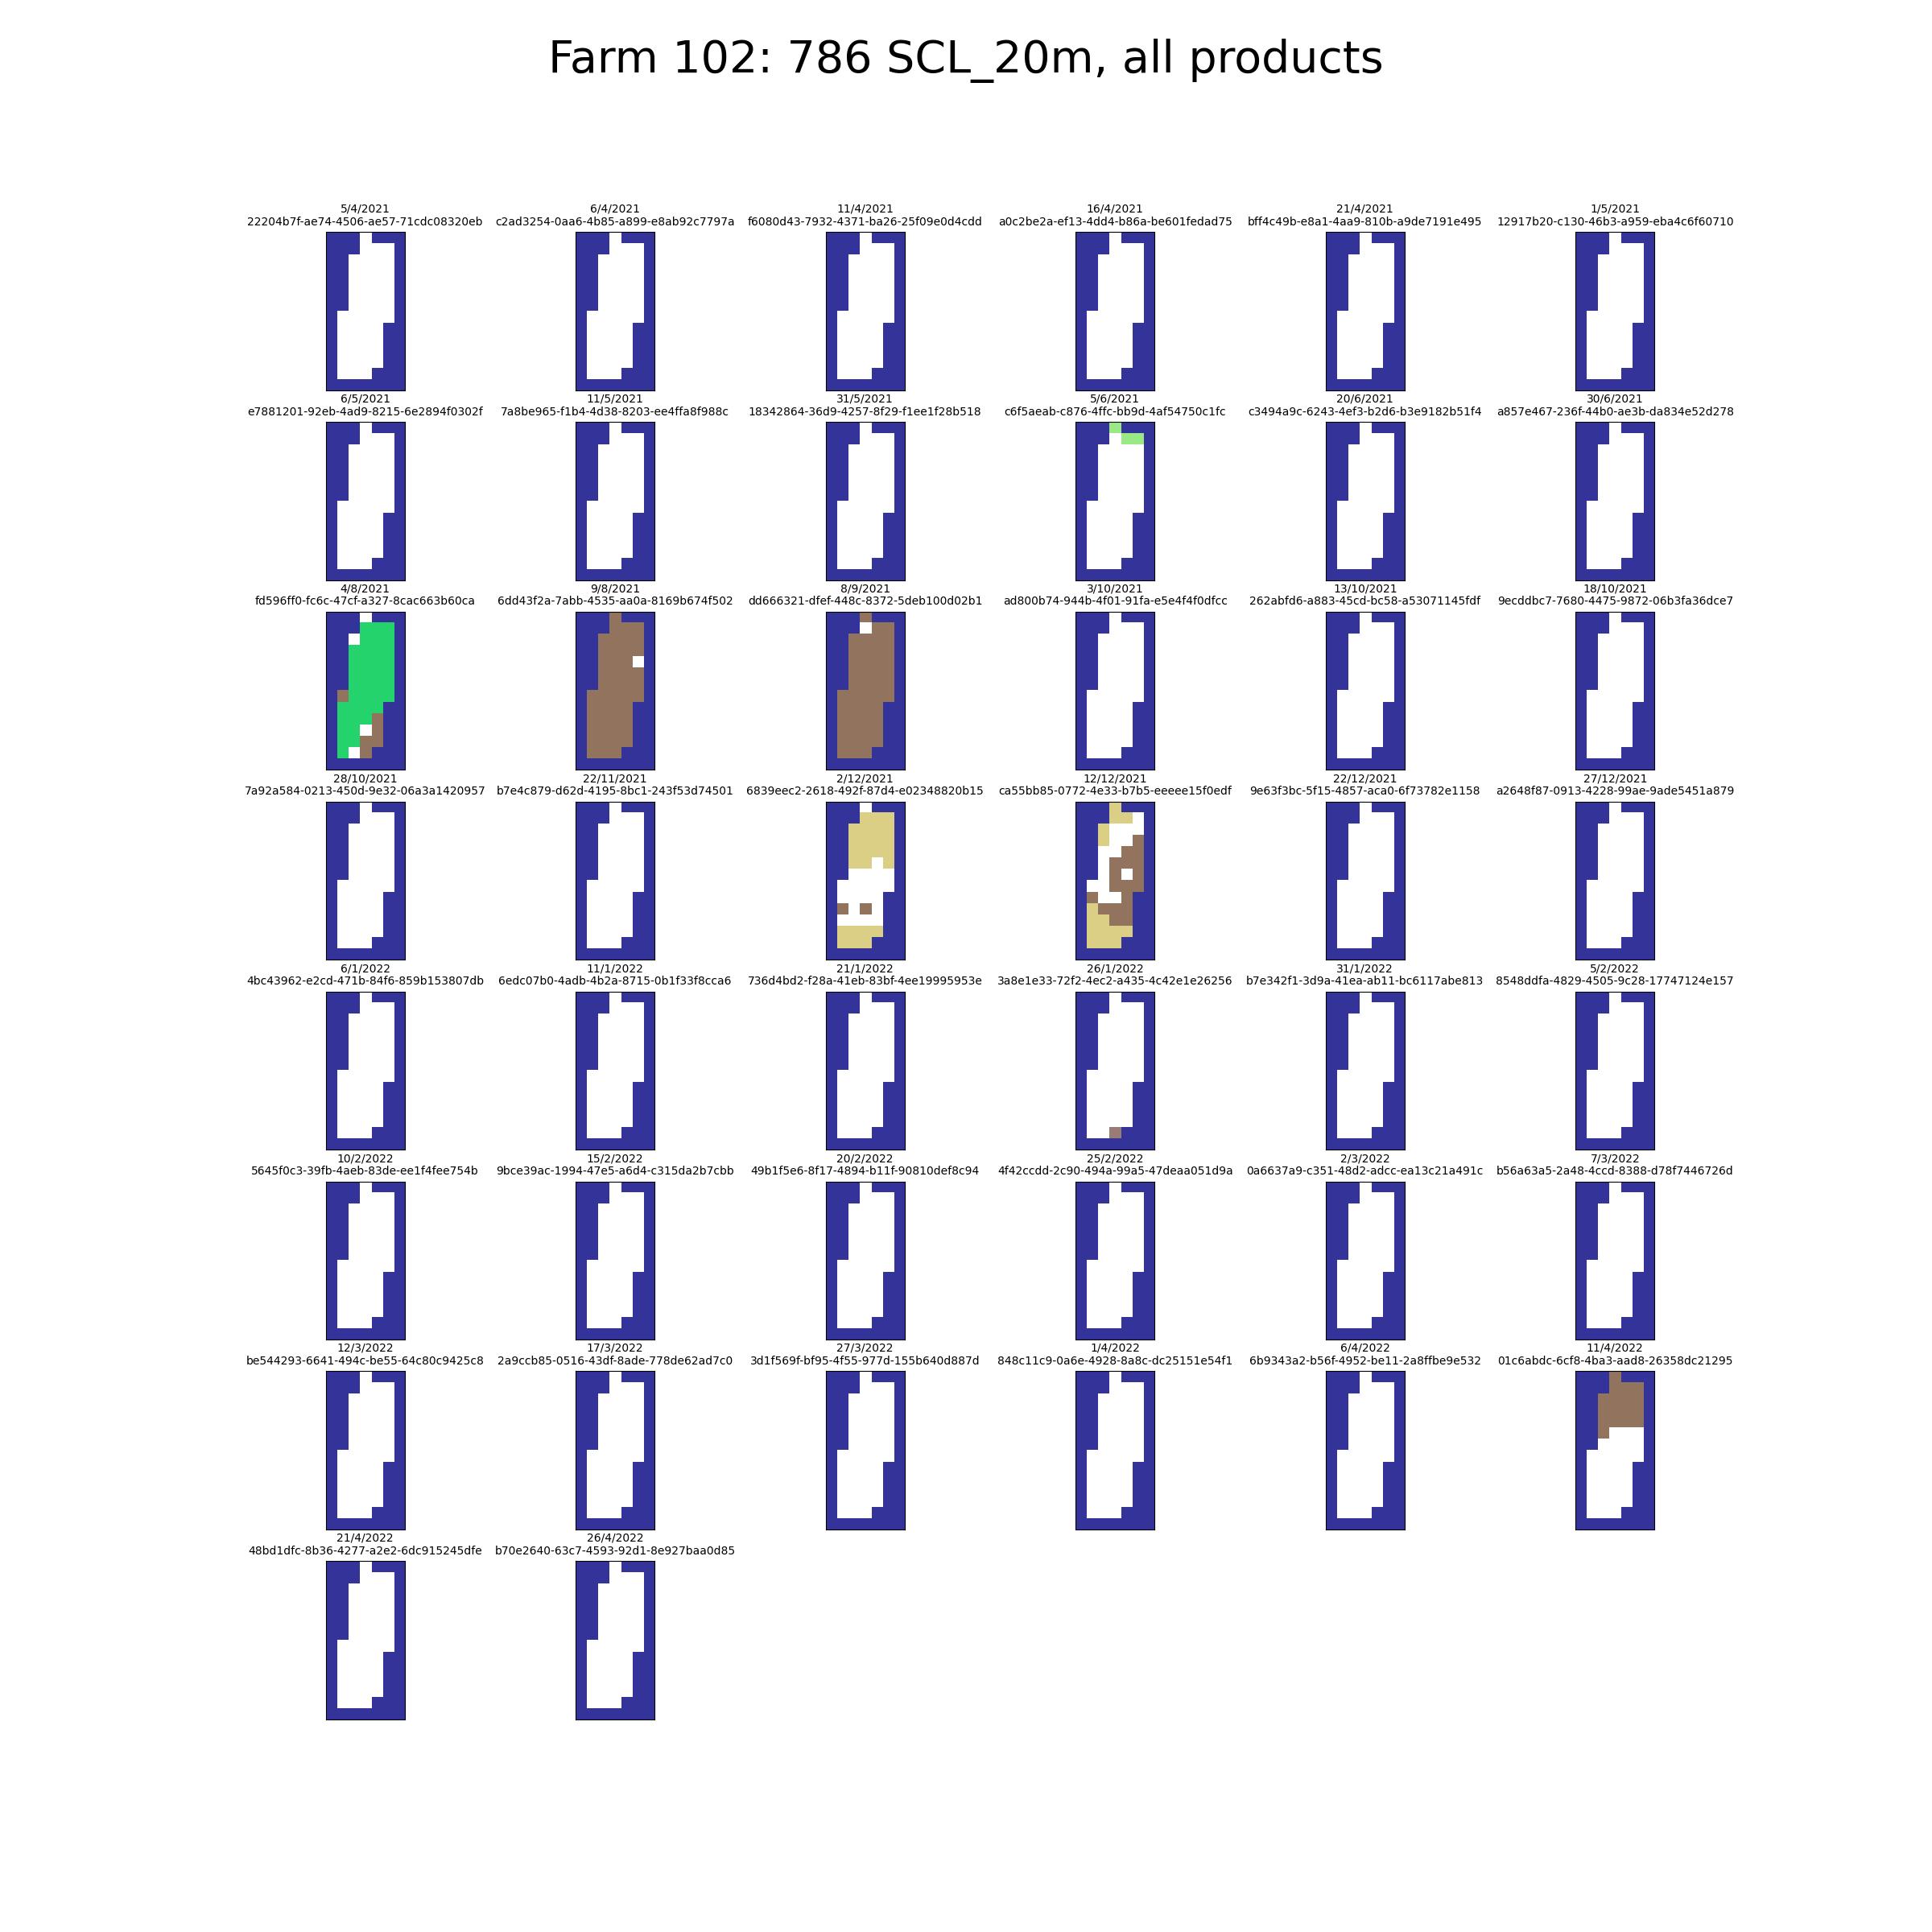 Farm 102: 786 SCL_20m, all products
5/4/2021
22204b7f-ae74-4506-ae57-71cdc08320eb
6/4/2021
c2ad3254-0aa6-4b85-a899-e8ab92c7797a
11/4/2021
f6080d43-7932-4371-ba26-25f09e0d4cdd
16/4/2021
a0c2be2a-ef13-4dd4-b86a-be601fedad75
21/4/2021
bff4c49b-e8a1-4aa9-810b-a9de7191e495
1/5/2021
12917b20-c130-46b3-a959-eba4c6f60710
6/5/2021
e7881201-92eb-4ad9-8215-6e2894f0302f
11/5/2021
7a8be965-f1b4-4d38-8203-ee4ffa8f988c
31/5/2021
18342864-36d9-4257-8f29-f1ee1f28b518
5/6/2021
c6f5aeab-c876-4ffc-bb9d-4af54750c1fc
20/6/2021
c3494a9c-6243-4ef3-b2d6-b3e9182b51f4
30/6/2021
a857e467-236f-44b0-ae3b-da834e52d278
4/8/2021
fd596ff0-fc6c-47cf-a327-8cac663b60ca
9/8/2021
6dd43f2a-7abb-4535-aa0a-8169b674f502
8/9/2021
dd666321-dfef-448c-8372-5deb100d02b1
3/10/2021
ad800b74-944b-4f01-91fa-e5e4f4f0dfcc
13/10/2021
262abfd6-a883-45cd-bc58-a53071145fdf
18/10/2021
9ecddbc7-7680-4475-9872-06b3fa36dce7
28/10/2021
7a92a584-0213-450d-9e32-06a3a1420957
22/11/2021
b7e4c879-d62d-4195-8bc1-243f53d74501
2/12/2021
6839eec2-2618-492f-87d4-e02348820b15
12/12/2021
ca55bb85-0772-4e33-b7b5-eeeee15f0edf
22/12/2021
9e63f3bc-5f15-4857-aca0-6f73782e1158
27/12/2021
a2648f87-0913-4228-99ae-9ade5451a879
6/1/2022
4bc43962-e2cd-471b-84f6-859b153807db
11/1/2022
6edc07b0-4adb-4b2a-8715-0b1f33f8cca6
21/1/2022
736d4bd2-f28a-41eb-83bf-4ee19995953e
26/1/2022
3a8e1e33-72f2-4ec2-a435-4c42e1e26256
31/1/2022
b7e342f1-3d9a-41ea-ab11-bc6117abe813
5/2/2022
8548ddfa-4829-4505-9c28-17747124e157
10/2/2022
5645f0c3-39fb-4aeb-83de-ee1f4fee754b
15/2/2022
9bce39ac-1994-47e5-a6d4-c315da2b7cbb
20/2/2022
49b1f5e6-8f17-4894-b11f-90810def8c94
25/2/2022
4f42ccdd-2c90-494a-99a5-47deaa051d9a
2/3/2022
0a6637a9-c351-48d2-adcc-ea13c21a491c
7/3/2022
b56a63a5-2a48-4ccd-8388-d78f7446726d
12/3/2022
be544293-6641-494c-be55-64c80c9425c8
17/3/2022
2a9ccb85-0516-43df-8ade-778de62ad7c0
27/3/2022
3d1f569f-bf95-4f55-977d-155b640d887d
1/4/2022
848c11c9-0a6e-4928-8a8c-dc25151e54f1
6/4/2022
6b9343a2-b56f-4952-be11-2a8ffbe9e532
11/4/2022
01c6abdc-6cf8-4ba3-aad8-26358dc21295
21/4/2022
48bd1dfc-8b36-4277-a2e2-6dc915245dfe
26/4/2022
b70e2640-63c7-4593-92d1-8e927baa0d85